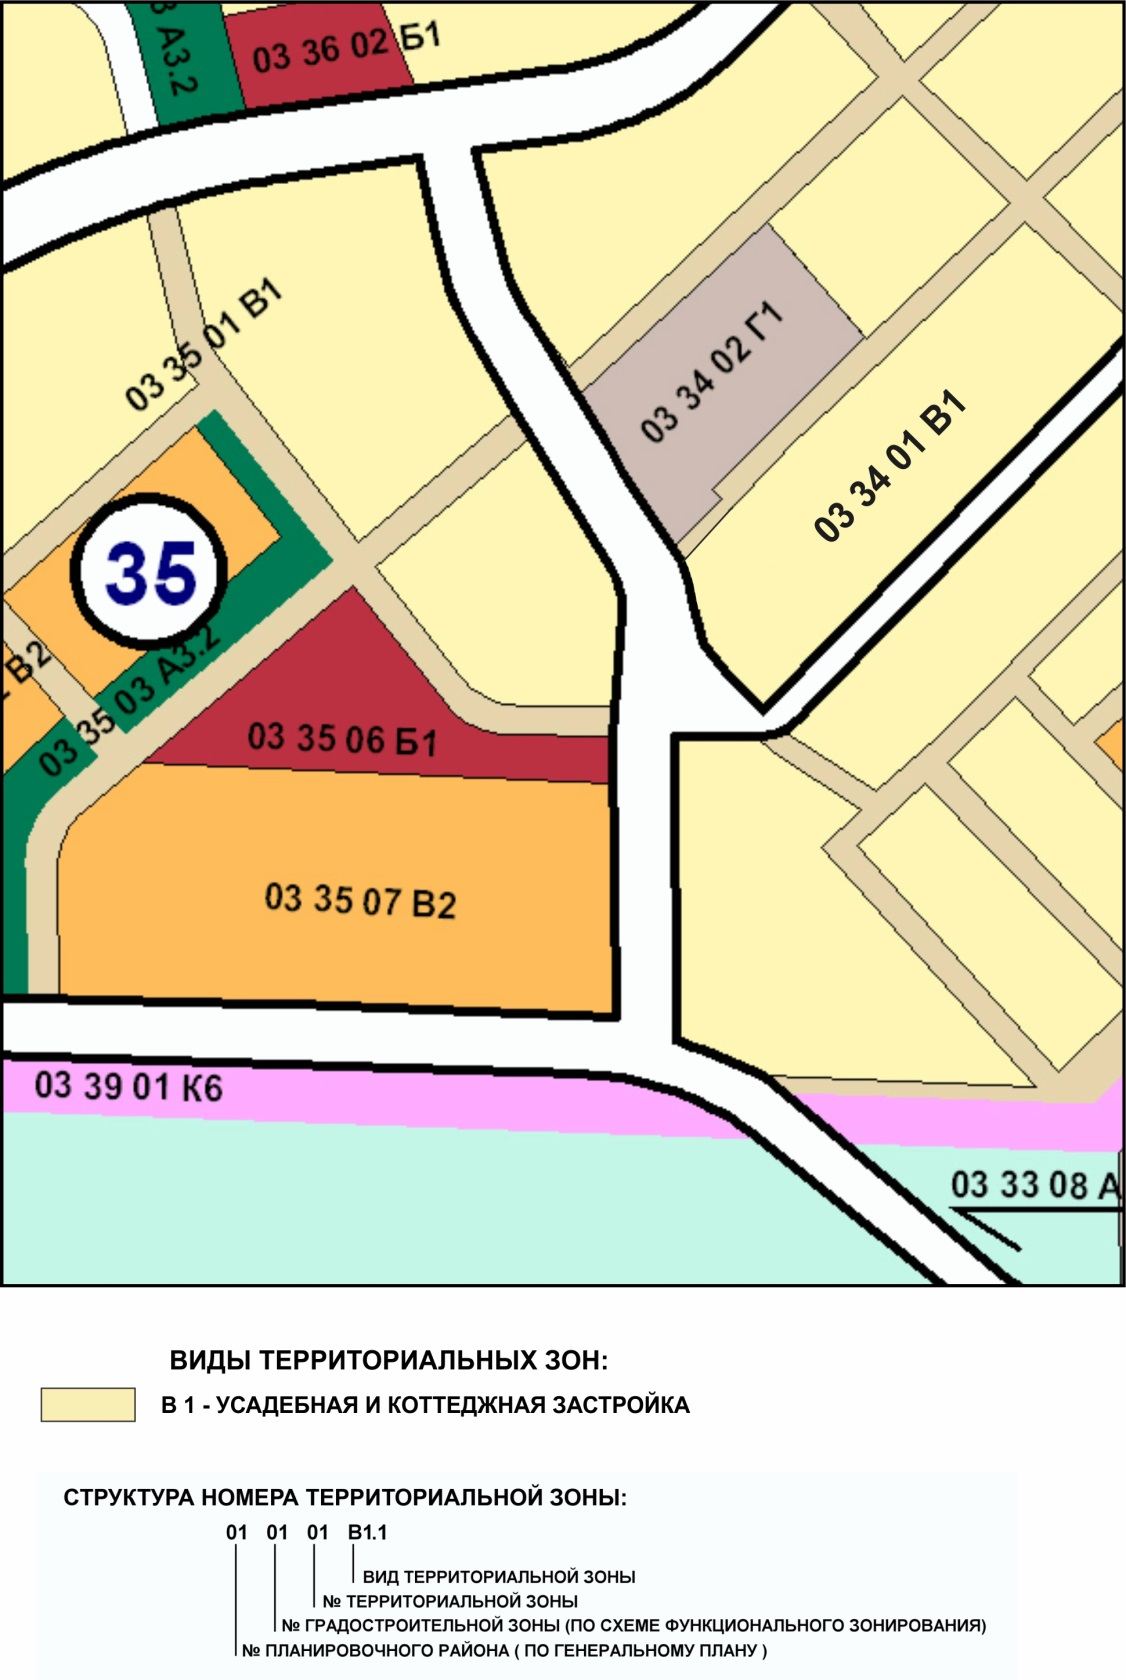 3 А3.2
03 36 02 Б1
03 35 01 В1
03 34 02 Г1
03 34 01 В1
35
В2
03 35 03 А3.2
03 35 06 Б1
03 35 07 В2
03 39 01 К6
03 33 08 А
ВИДЫ ТЕРРИТОРИАЛЬНЫХ ЗОН:
В 1 - УСАДЕБНАЯ И КОТТЕДЖНАЯ ЗАСТРОЙКА
СТРУКТУРА НОМЕРА ТЕРРИТОРИАЛЬНОЙ ЗОНЫ:
01 01 01 В1.1
ВИД ТЕРРИТОРИАЛЬНОЙ ЗОНЫ
№ ТЕРРИТОРИАЛЬНОЙ ЗОНЫ
№ ГРАДОСТРОИТЕЛЬНОЙ ЗОНЫ (ПО СХЕМЕ ФУНКЦИОНАЛЬНОГО ЗОНИРОВАНИЯ)
№ ПЛАНИРОВОЧНОГО РАЙОНА ( ПО ГЕНЕРАЛЬНОМУ ПЛАНУ )